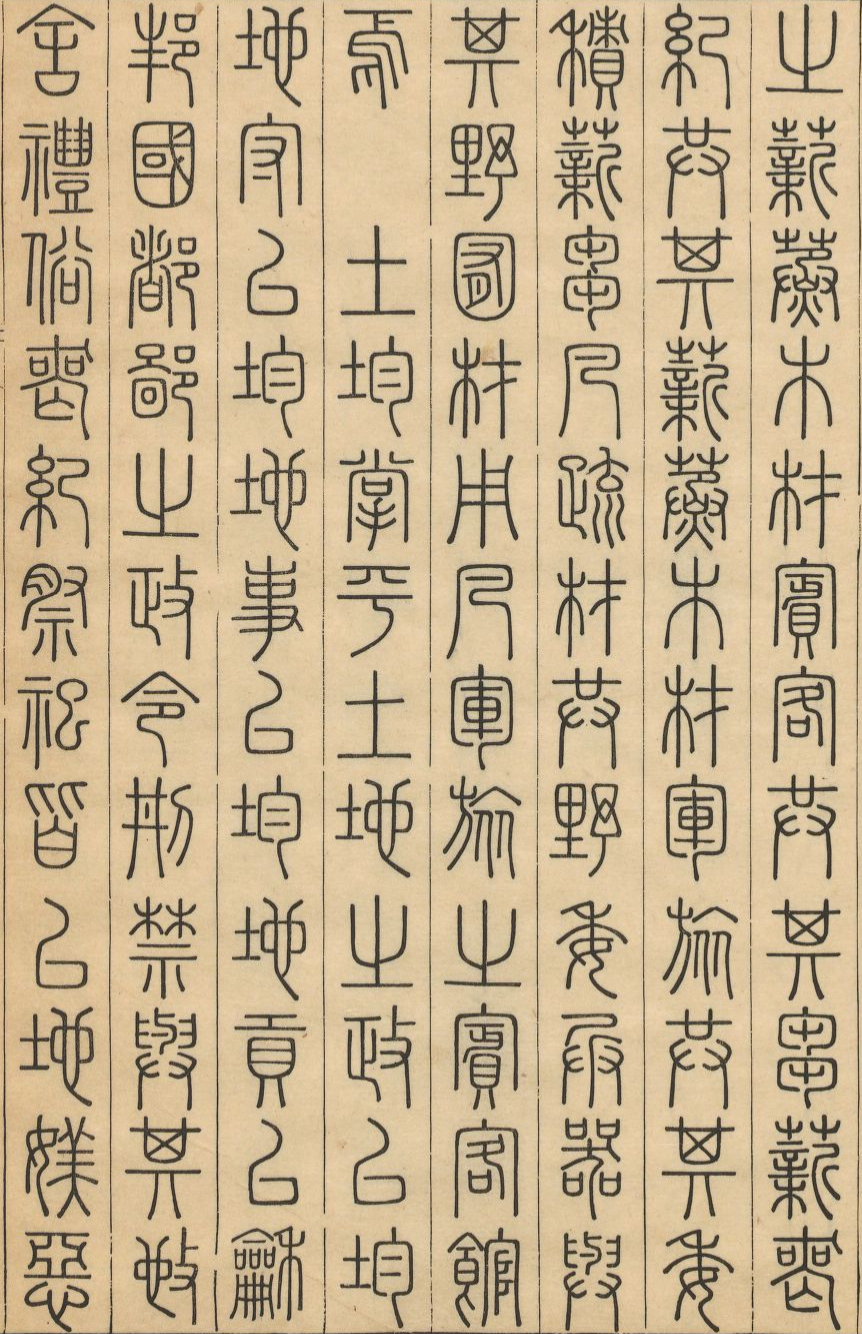 之薪蒸木材賓客共其芻薪喪
紀共其薪蒸木材軍旅共其委
積薪芻凡疏材共野委兵器與
其野囿材用凡軍旅之賓客館
焉　土均掌平土地之政以均
地守以均地事以均地貢以龢
邦國都鄙之政令刑禁與其𢻱
舍禮俗喪紀祭祀皆以地媺惡